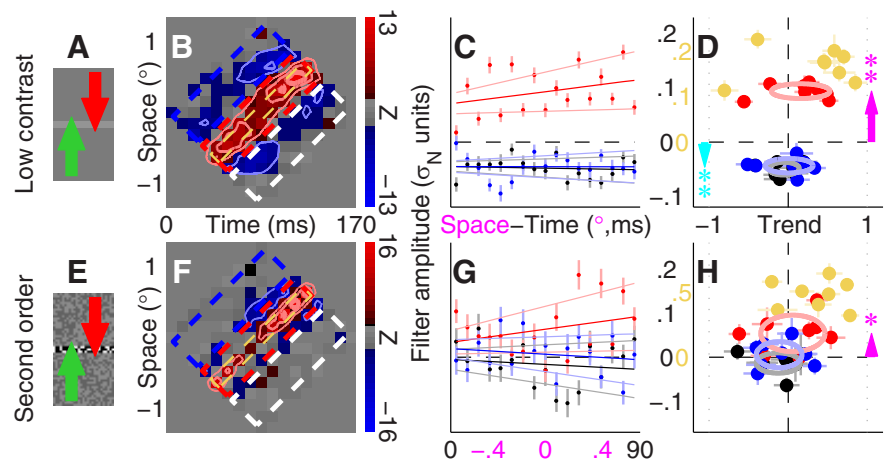 Low contrast
A
Space (°)
1
-1
B
0
Time (ms)
170
13
Z
-13
Filter amplitude (σN units)
C
Space-Time (°,ms)
.2
.1
0
-.1
.2
.1
0
D
**
**
-1
Trend
1
Second order
E
Space (°)
1
-1
F
16
Z
-16
G
0
-.4
0
.4
90
0.2
0
-.1
.5
0
H
*